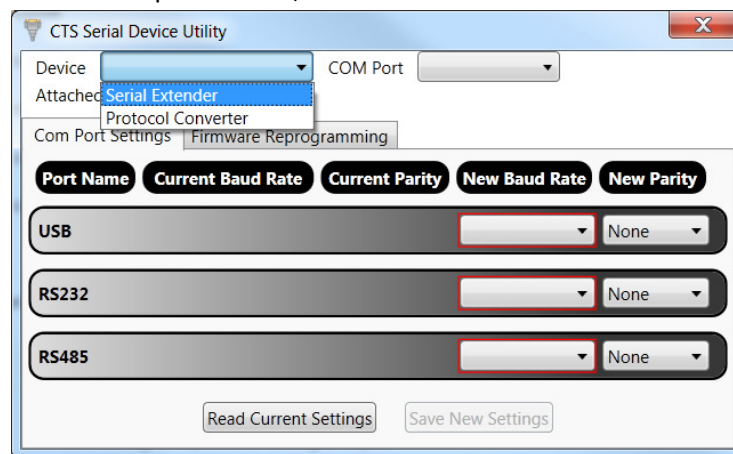 CTS Serial Device Utility
Device COM Port
Attached
Serial Extender
Protocol Converter
Com Port Settings Firmware Reprogramming
Port Name Current Baud Rate Current Parity New Baud Rate New Parity
USB None
RS232 None
RS485 None
Read Current Settings Save New Settings